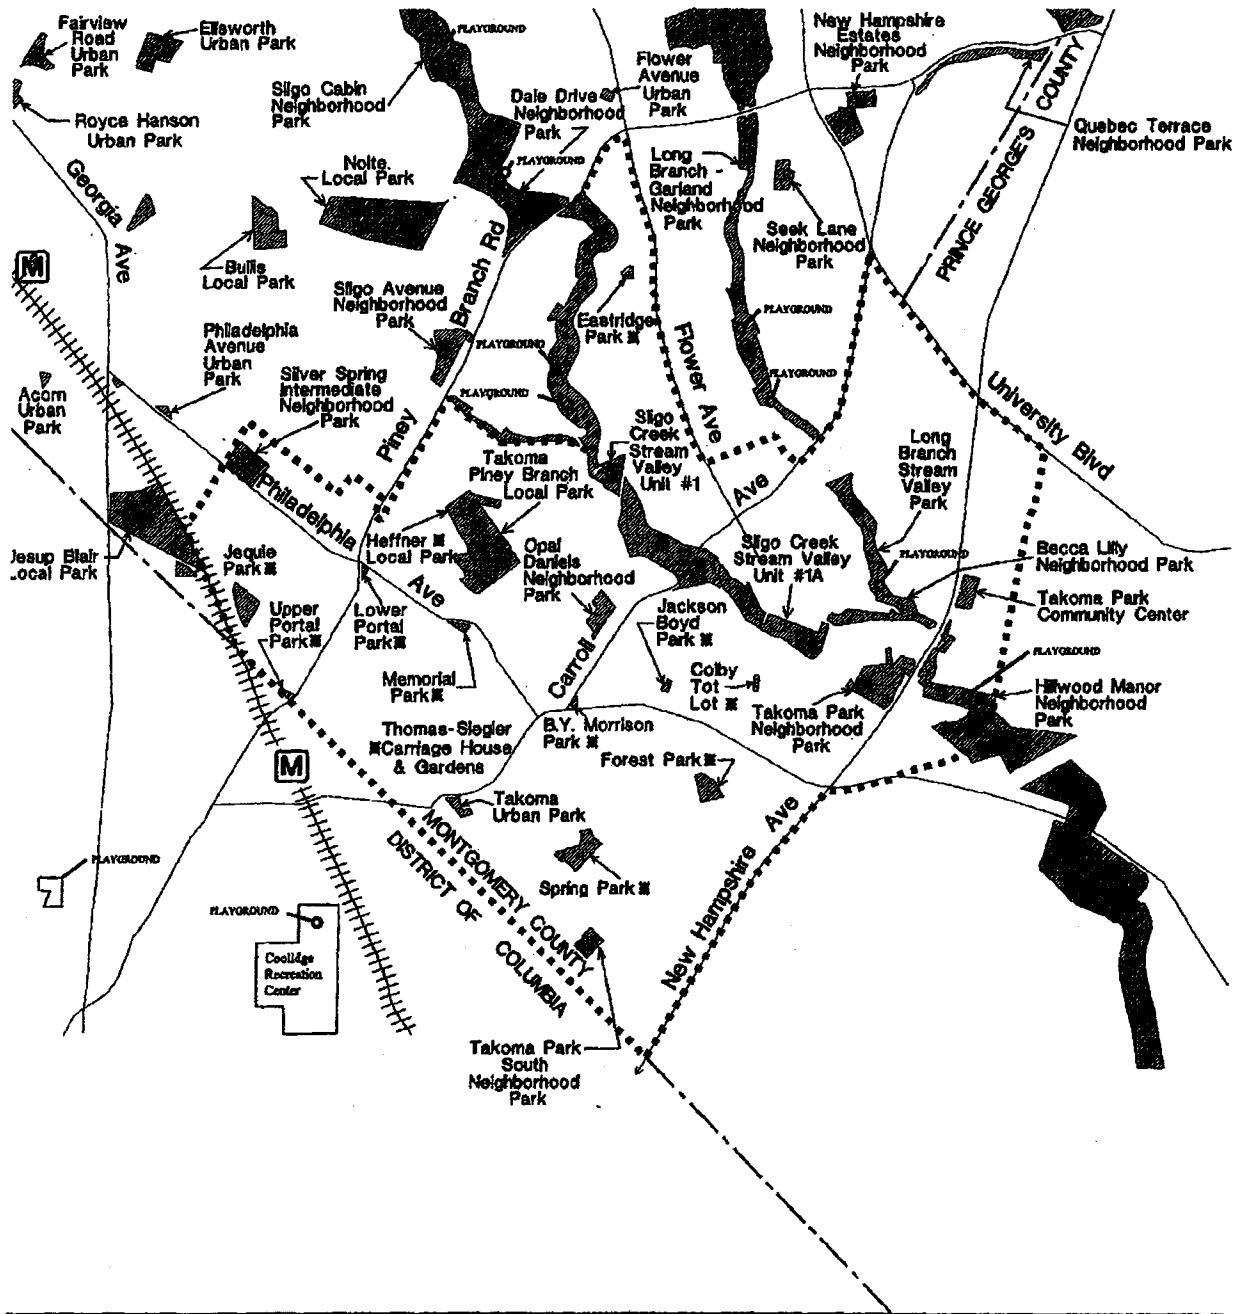 Fairview
Road
Urban
Park
Ellsworth
Urban Park
Royce Hanson
Urban Park
Sligo Cabin
Neighborhood
Park
Nolte
Local Park
PLAYGROUND
Dale Drive
Neighborhood
Park
PLAYGROUND
Flower
Avenue
Urban
Park
New Hampshire
Estates
Neighborhood
Park
Long
Branch -
Garland
Neighborhood
Park
Seek Lane
Neighborhood
Park
Quebec Terrace
Neighborhood Park
PRINCE GEORGE'S
COUNTY
Georgia
Ave
M
Bullis
Local Park
Sligo Avenue
Neighborhood
Park
Branch Rd
Piney
Eastridge
Park ⌘
PLAYGROUND
PLAYGROUND
PLAYGROUND
PLAYGROUND
Flower Ave
University Blvd
Philadelphia
Avenue
Urban
Park
Acorn
Urban
Park
Silver Spring
Intermediate
Neighborhood
Park
Takoma
Piney Branch
Local Park
Sligo
Creek
Stream
Valley
Unit #1
Ave
Long
Branch
Stream
Valley
Park
Philadelphia
Ave
Jesup Blair
Local Park
Jequie
Park ⌘
Heffner ⌘
Local Park
Opal
Daniels
Neighborhood
Park
Sligo Creek
Stream Valley
Unit #1A
PLAYGROUND
Becca Lilly
Neighborhood Park
Takoma Park
Community Center
Upper
Portal
Park ⌘
Lower
Portal
Park ⌘
Memorial
Park ⌘
Carroll
Jackson
Boyd
Park ⌘
Colby
Tot
Lot ⌘
Takoma Park
Neighborhood
Park
PLAYGROUND
Hillwood Manor
Neighborhood
Park
M
Thomas-Siegler
⌘ Carriage House
& Gardens
B.Y. Morrison
Park ⌘
Forest Park ⌘
Takoma
Urban Park
Spring Park ⌘
New Hampshire
Ave
MONTGOMERY COUNTY
DISTRICT OF
COLUMBIA
PLAYGROUND
PLAYGROUND
Coolidge
Recreation
Center
Takoma Park
South
Neighborhood
Park